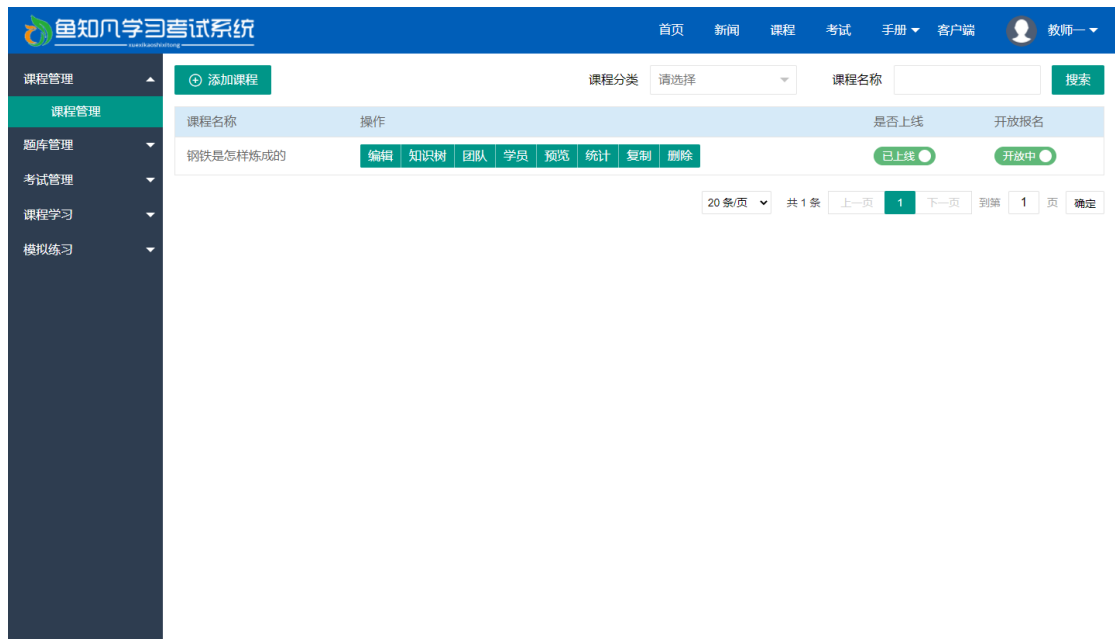 鱼知凡学习考试系统
xuexikaoshixitong
首页 新闻 课程 考试 手册 客户端 教师一
课程管理
课程管理
题库管理
考试管理
课程学习
模拟练习
添加课程 课程分类 请选择 课程名称 搜索
课程名称 操作 是否上线 开放报名
钢铁是怎样炼成的 编辑 知识树 团队 学员 预览 统计 复制 删除 已上线 开放中
20 条/页 共 1 条 上一页 1 下一页 到第 1 页 确定